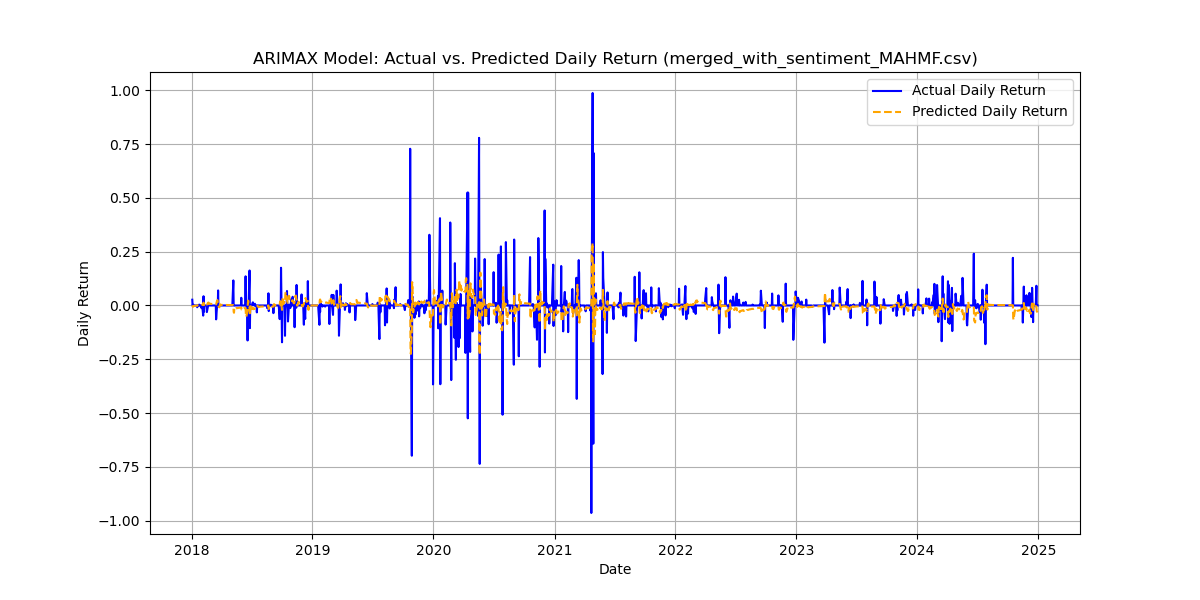 ARIMAX Model: Actual vs. Predicted Daily Return (merged_with_sentiment_MAHMF.csv)
Actual Daily Return
Predicted Daily Return
Daily Return
1.00
0.75
0.50
0.25
0.00
−0.25
−0.50
−0.75
−1.00
2018 2019 2020 2021 2022 2023 2024 2025
Date